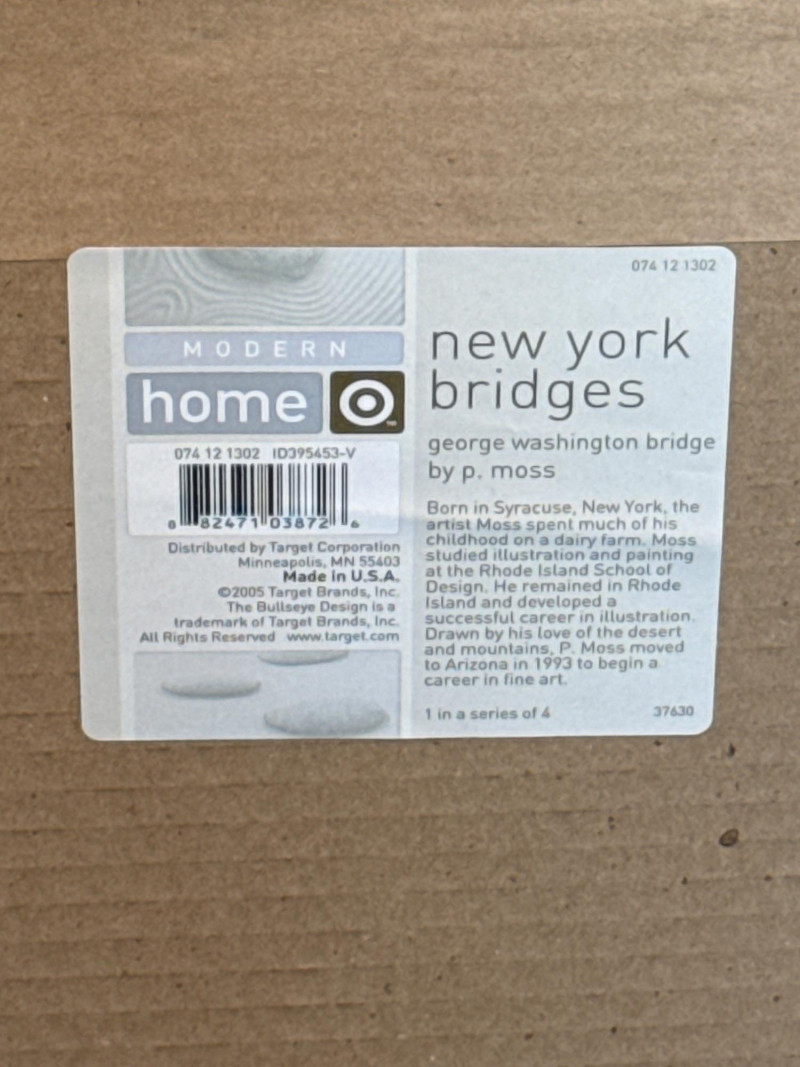 MODERN
home
TM
074 12 1302 ID395453-V
8 82471 03872 6
Distributed by Target Corporation
Minneapolis, MN 55403
Made in U.S.A.
©2005 Target Brands, Inc.
The Bullseye Design is a
trademark of Target Brands, Inc.
All Rights Reserved www.target.com
074 12 1302
new york
bridges
george washington bridge
by p. moss
Born in Syracuse, New York, the
artist Moss spent much of his
childhood on a dairy farm. Moss
studied illustration and painting
at the Rhode Island School of
Design. He remained in Rhode
Island and developed a
successful career in illustration.
Drawn by his love of the desert
and mountains, P. Moss moved
to Arizona in 1993 to begin a
career in fine art.
1 in a series of 4 37630